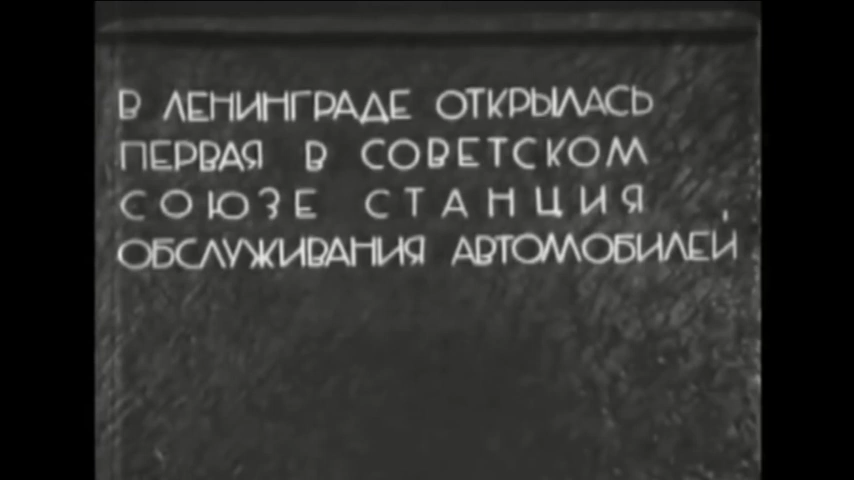 В ЛЕНИНГРАДЕ ОТКРЫЛАСЬ
ПЕРВАЯ В СОВЕТСКОМ
СОЮЗЕ СТАНЦИЯ
ОБСЛУЖИВАНИЯ АВТОМОБИЛЕЙ